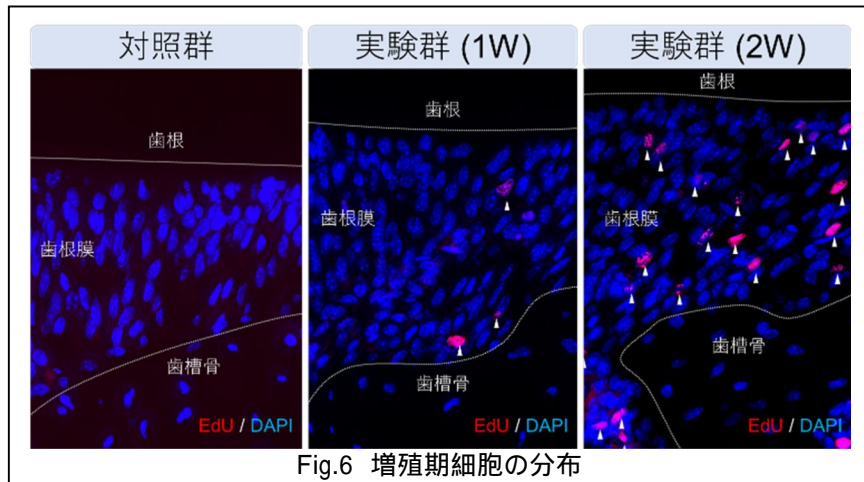 対照群
実験群 (1W)
実験群 (2W)
歯根
歯根膜
歯槽骨
EdU / DAPI
歯根
歯根膜
歯槽骨
EdU / DAPI
歯根
歯根膜
歯槽骨
EdU / DAPI
Fig.6 増殖期細胞の分布